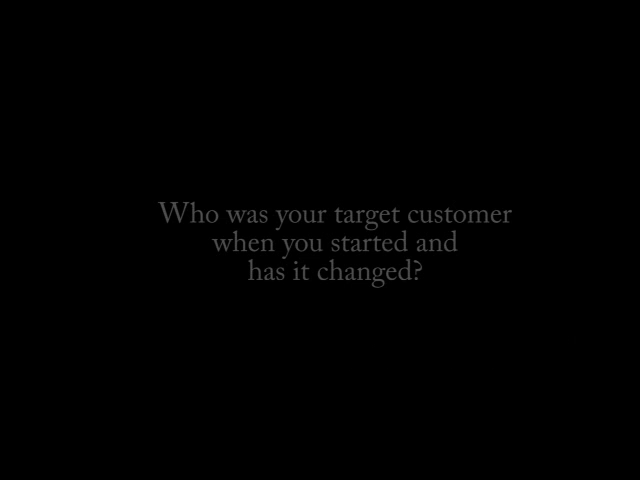 Who was your target customer
when you started and
has it changed?